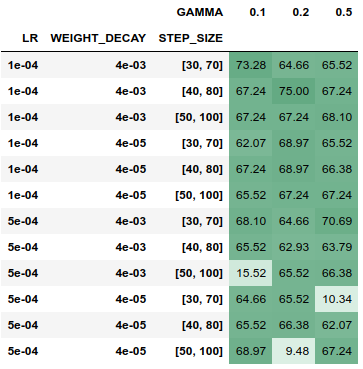 GAMMA 0.1 0.2 0.5
LR WEIGHT_DECAY STEP_SIZE
1e-04 4e-03 [30, 70] 73.28 64.66 65.52
1e-04 4e-03 [40, 80] 67.24 75.00 67.24
1e-04 4e-03 [50, 100] 67.24 67.24 68.10
1e-04 4e-05 [30, 70] 62.07 68.97 65.52
1e-04 4e-05 [40, 80] 67.24 68.97 66.38
1e-04 4e-05 [50, 100] 65.52 67.24 67.24
5e-04 4e-03 [30, 70] 68.10 64.66 70.69
5e-04 4e-03 [40, 80] 65.52 62.93 63.79
5e-04 4e-03 [50, 100] 15.52 65.52 66.38
5e-04 4e-05 [30, 70] 64.66 65.52 10.34
5e-04 4e-05 [40, 80] 65.52 66.38 62.07
5e-04 4e-05 [50, 100] 68.97 9.48 67.24